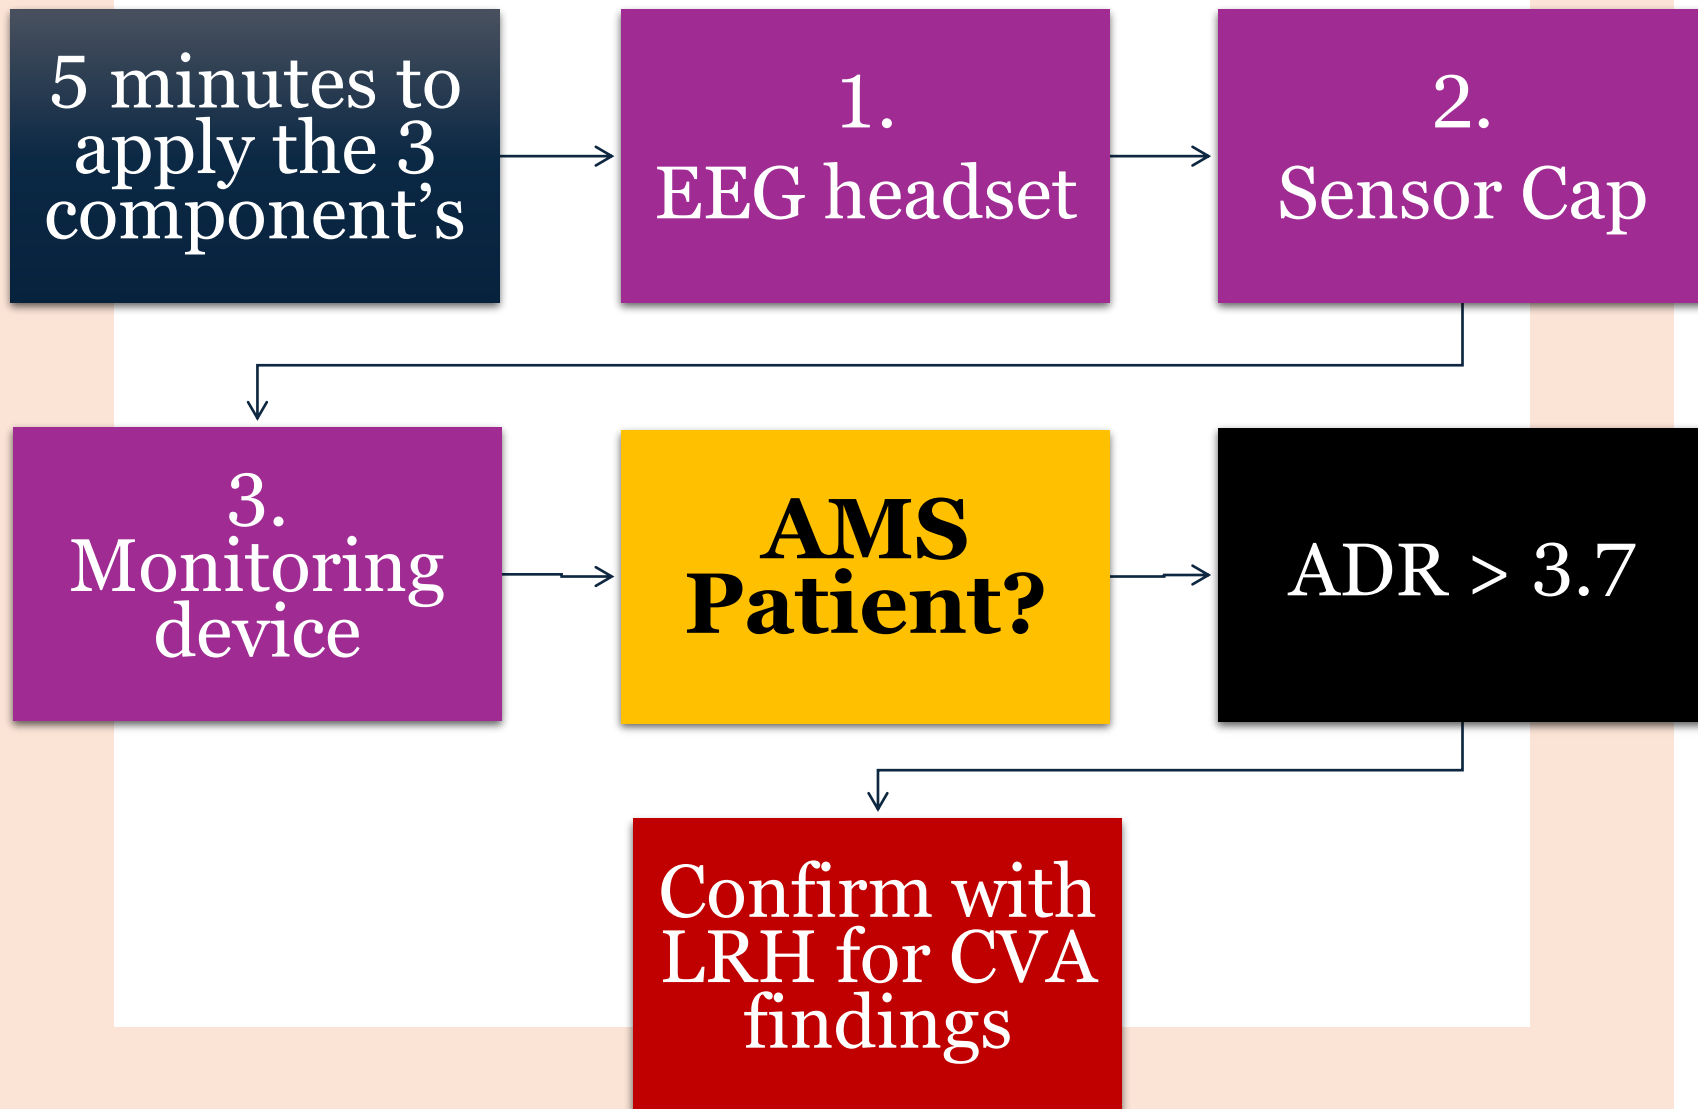 5 minutes to
apply the 3
component’s
1.
EEG headset
2.
Sensor Cap
3.
Monitoring
device
AMS
Patient?
ADR > 3.7
Confirm with
LRH for CVA
findings